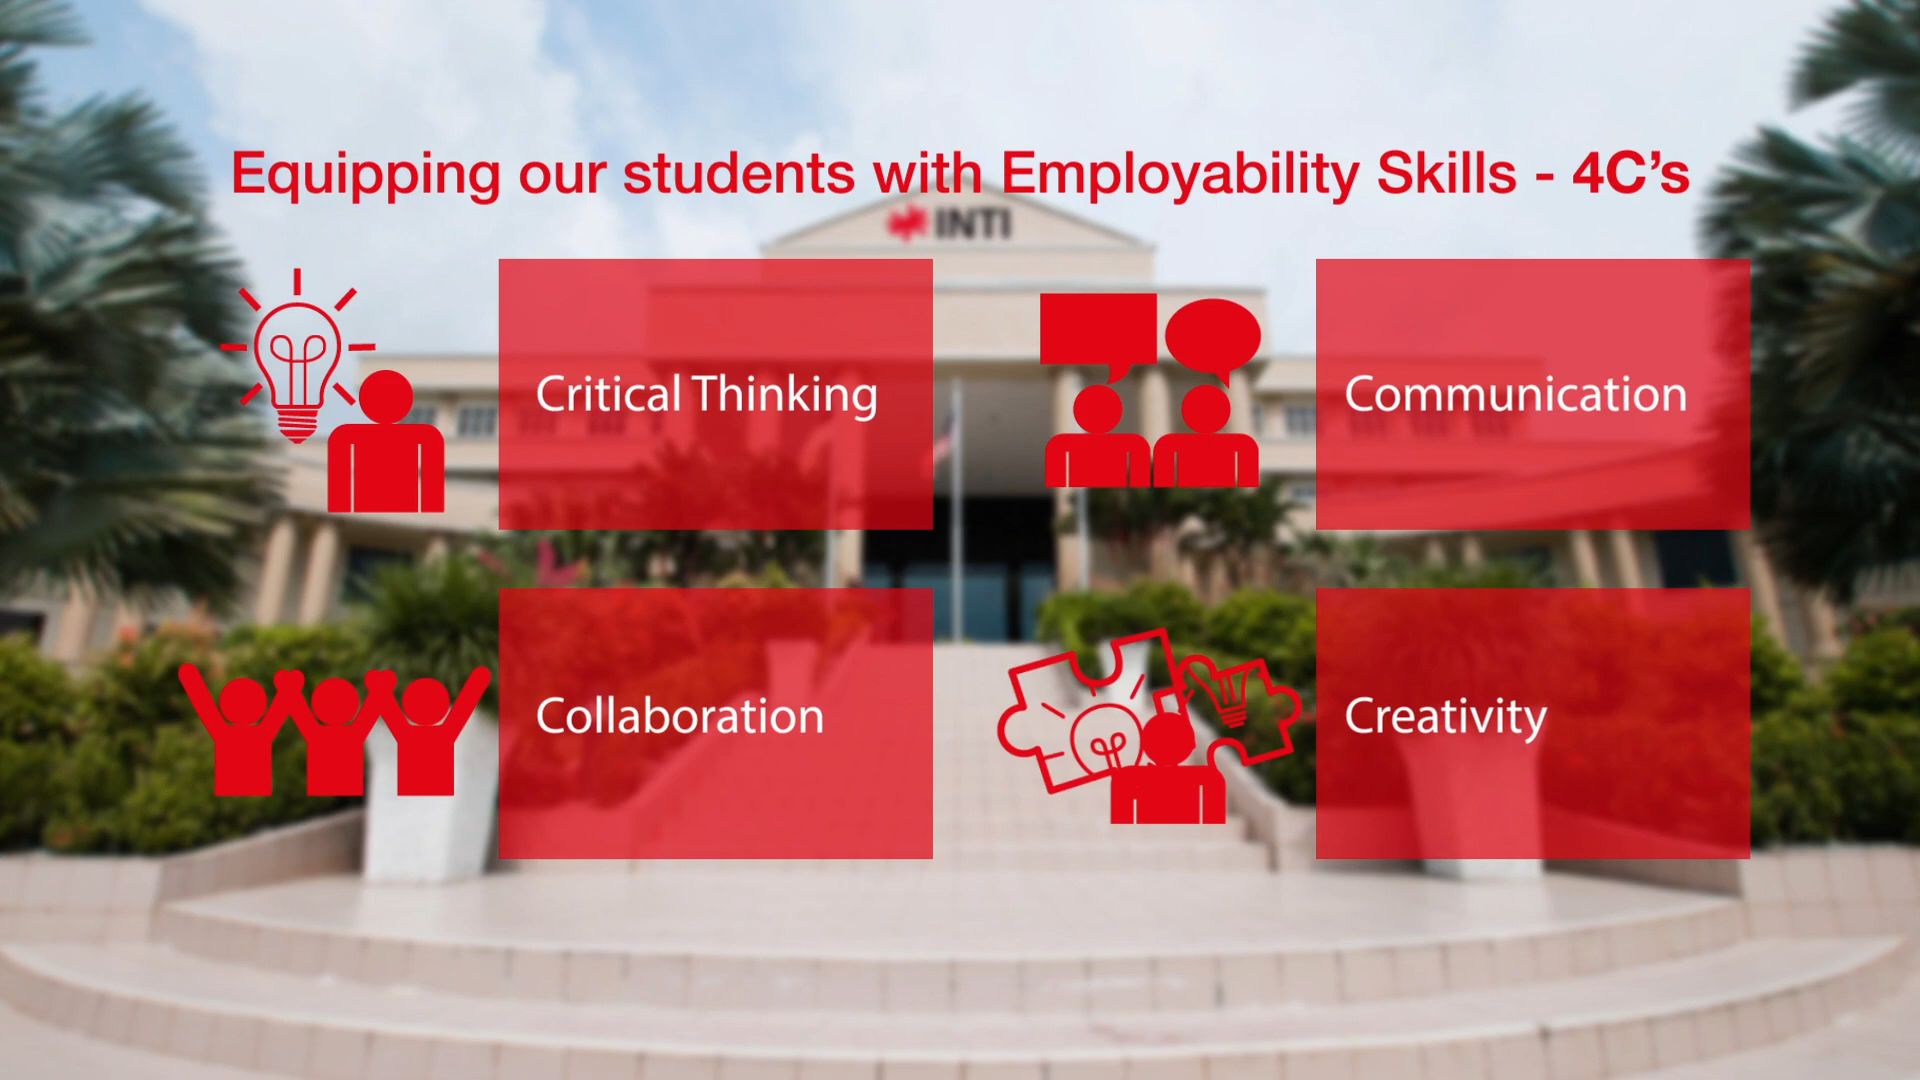 Equipping our students with Employability Skills - 4C’s
INTI
Critical Thinking
Communication
Collaboration
Creativity